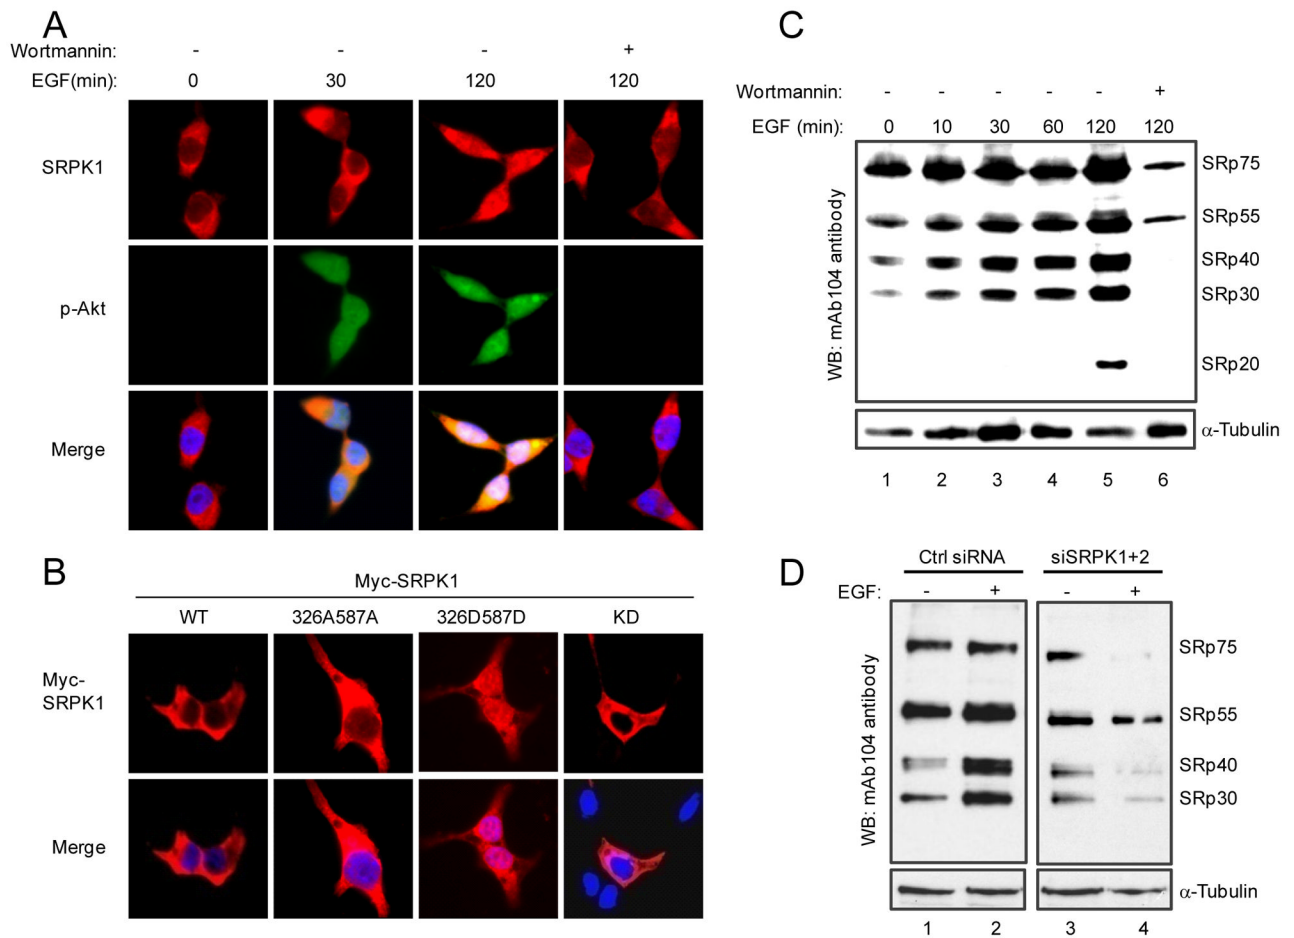 A
Wortmannin: - - - +
EGF(min): 0 30 120 120
SRPK1
p-Akt
Merge
B
Myc-SRPK1
WT 326A587A 326D587D KD
Myc-
SRPK1
Merge
C
Wortmannin: - - - - - +
EGF (min): 0 10 30 60 120 120
WB: mAb104 antibody
SRp75
SRp55
SRp40
SRp30
SRp20
α-Tubulin
1 2 3 4 5 6
D
Ctrl siRNA siSRPK1+2
EGF: - + - +
WB: mAb104 antibody
SRp75
SRp55
SRp40
SRp30
α-Tubulin
1 2 3 4